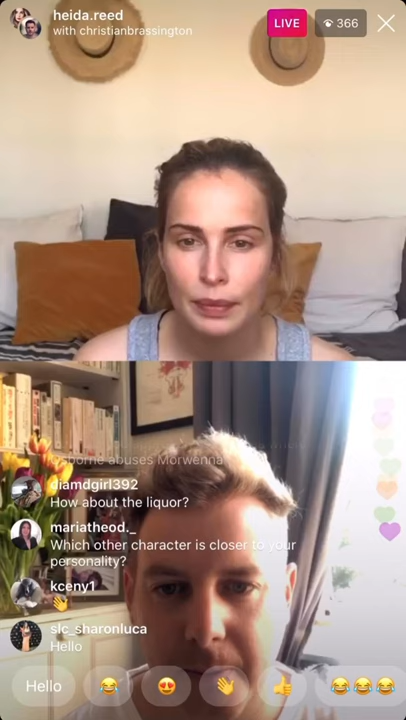 heida.reed
LIVE
366
with christianbrassington
sborne abuses Morwenna
diamdgirl392
How about the liquor?
mariatheod._
Which other character is closer to your
personality?
kceny1
slc_sharonluca
Hello
Hello